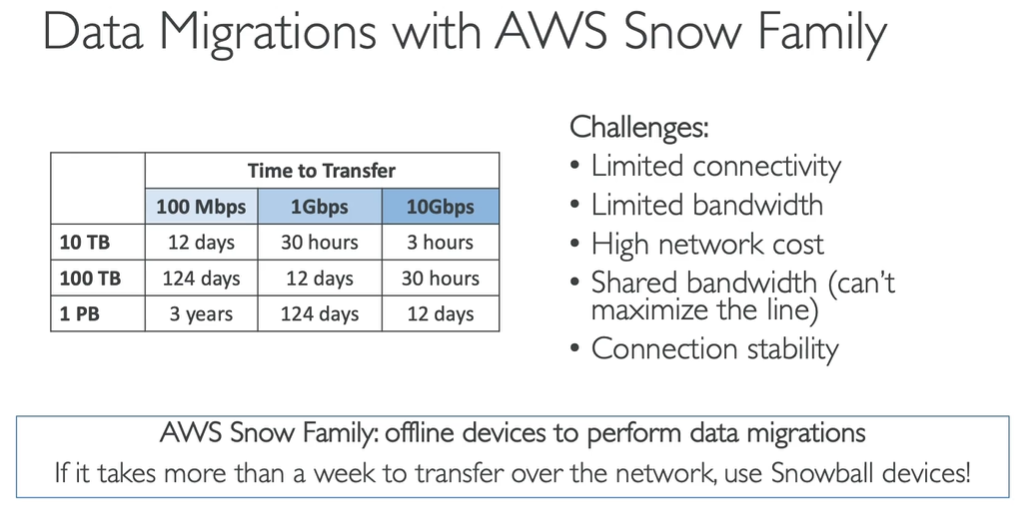 Data Migrations with AWS Snow Family
Time to Transfer
100 Mbps 1Gbps 10Gbps
10 TB 12 days 30 hours 3 hours
100 TB 124 days 12 days 30 hours
1 PB 3 years 124 days 12 days
Challenges:
• Limited connectivity
• Limited bandwidth
• High network cost
• Shared bandwidth (can't
maximize the line)
• Connection stability
AWS Snow Family: offline devices to perform data migrations
If it takes more than a week to transfer over the network, use Snowball devices!